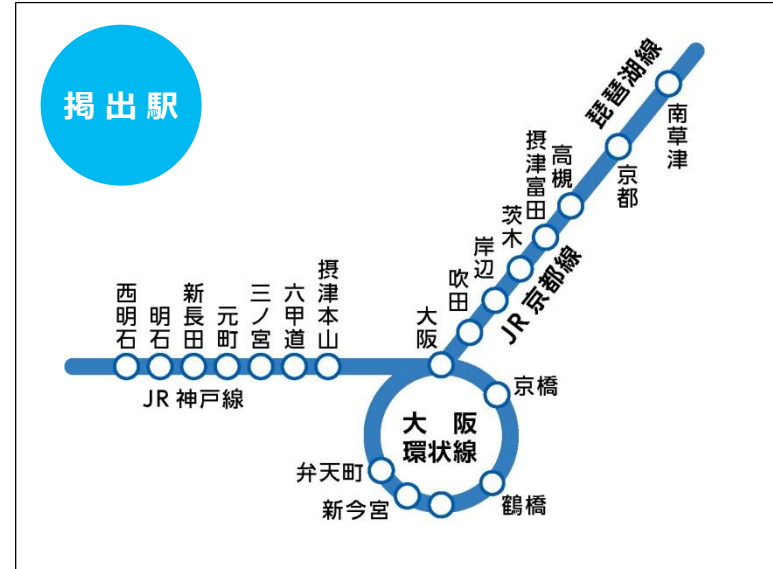 掲出駅
琵琶湖線
南草津
京都
高槻
摂津富田
茨木
岸辺
吹田
JR京都線
大阪
摂津本山
六甲道
三ノ宮
元町
新長田
明石
西明石
JR神戸線
京橋
大阪
環状線
弁天町
新今宮
鶴橋